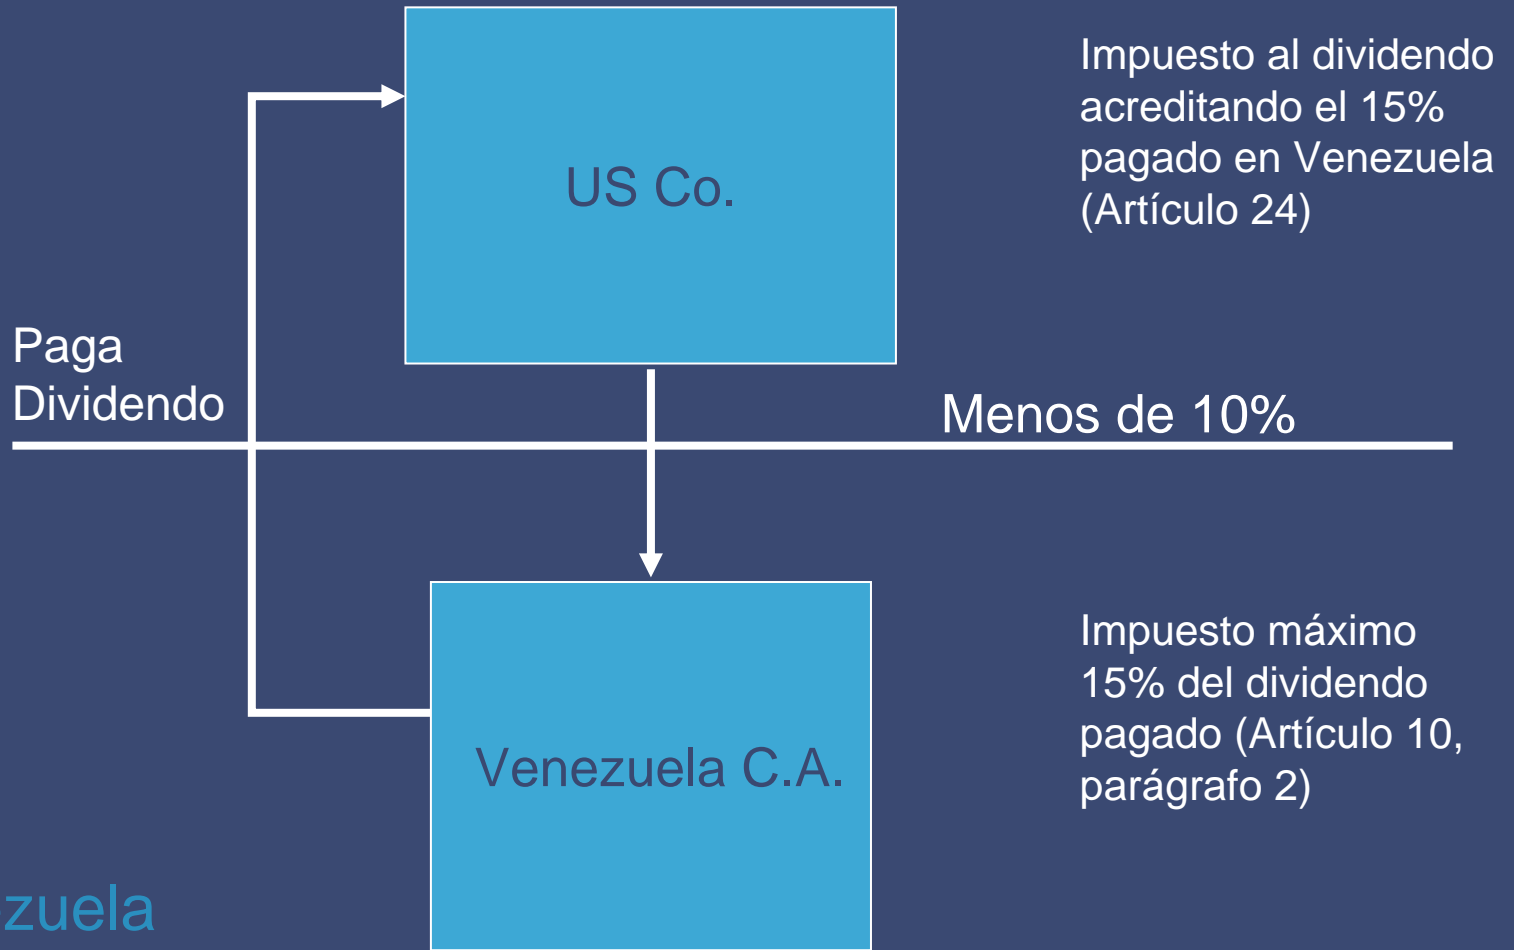 Impuesto al dividendo
acreditando el 15%
pagado en Venezuela
(Artículo 24)
US Co.
Paga
Dividendo
Menos de 10%
Impuesto máximo
15% del dividendo
pagado (Artículo 10,
parágrafo 2)
Venezuela C.A.
zuela